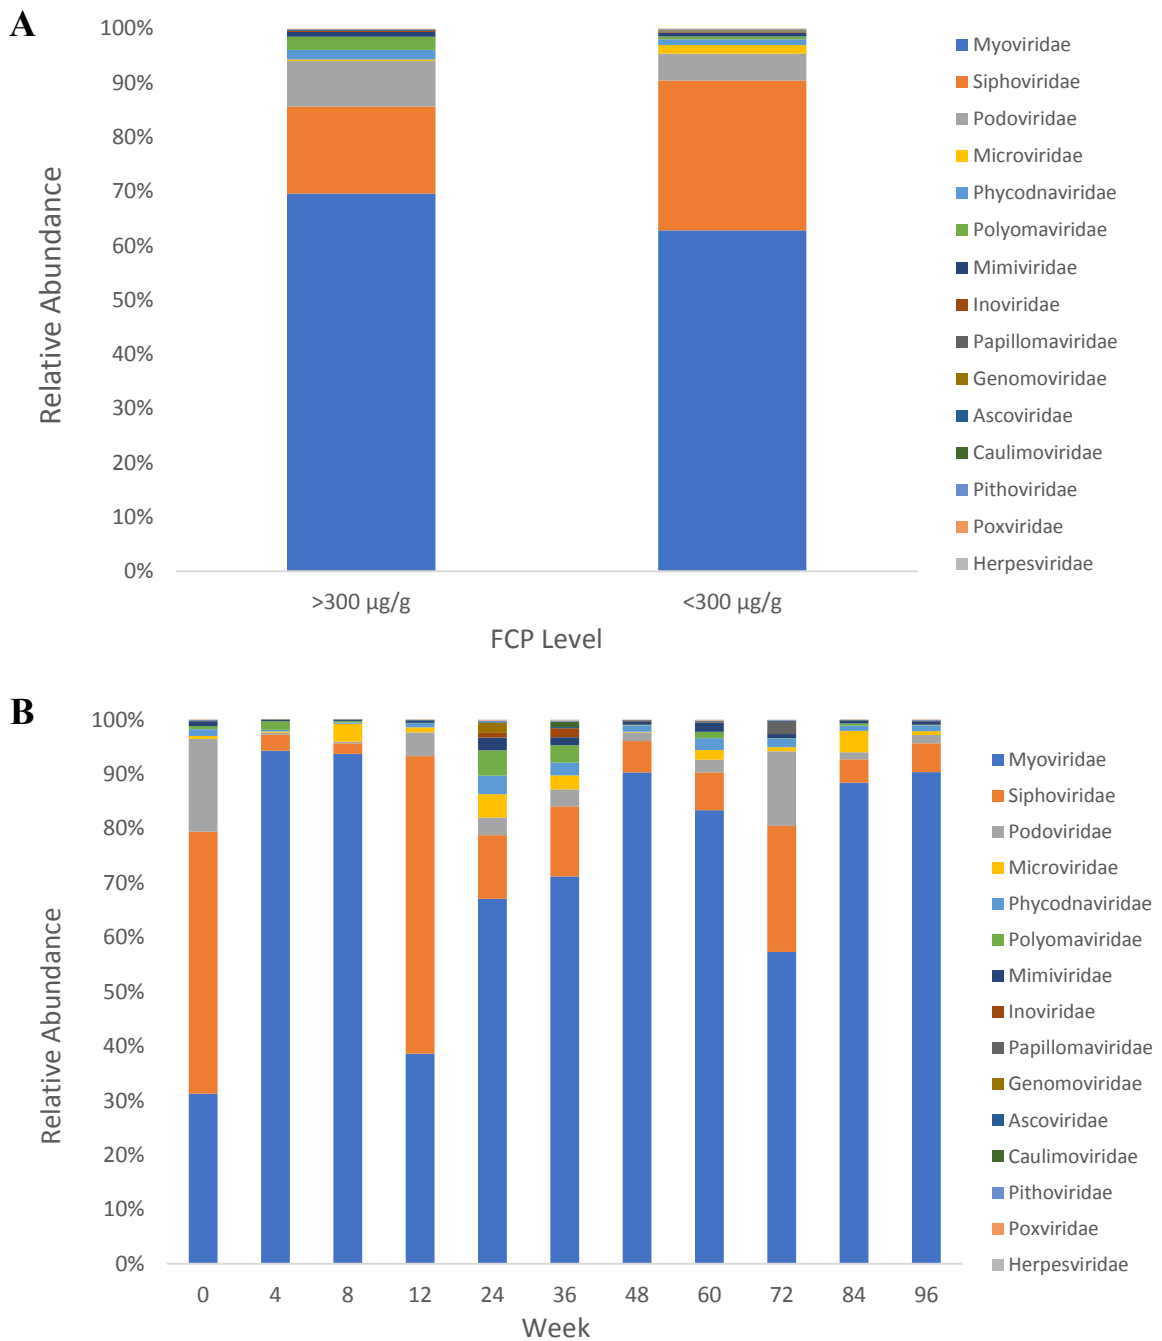 A
100%
90%
80%
70%
60%
50%
40%
30%
20%
10%
0%
Relative Abundance
>300 µg/g
<300 µg/g
FCP Level
Myoviridae
Siphoviridae
Podoviridae
Microviridae
Phycodnaviridae
Polyomaviridae
Mimiviridae
Inoviridae
Papillomaviridae
Genomoviridae
Ascoviridae
Caulimoviridae
Pithoviridae
Poxviridae
Herpesviridae
B
100%
90%
80%
70%
60%
50%
40%
30%
20%
10%
0%
Relative Abundance
0 4 8 12 24 36 48 60 72 84 96
Week
Myoviridae
Siphoviridae
Podoviridae
Microviridae
Phycodnaviridae
Polyomaviridae
Mimiviridae
Inoviridae
Papillomaviridae
Genomoviridae
Ascoviridae
Caulimoviridae
Pithoviridae
Poxviridae
Herpesviridae